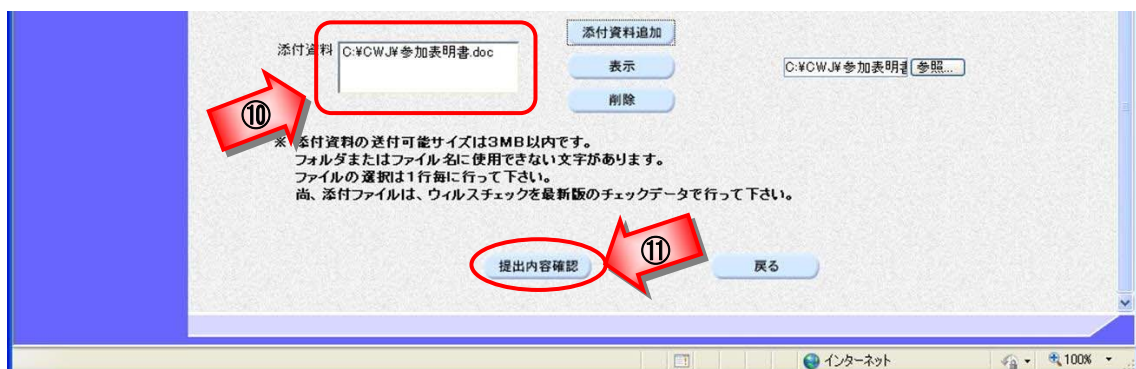 添付資料追加
添付資料 C:¥CWJ¥参加表明書.doc
表示
C:¥CWJ¥参加表明書 参照...
削除
⑩
※ 添付資料の送付可能サイズは3MB以内です。
フォルダまたはファイル名に使用できない文字があります。
ファイルの選択は1行毎に行って下さい。
尚、添付ファイルは、ウィルスチェックを最新版のチェックデータで行って下さい。
⑪
提出内容確認 戻る
インターネット 100%